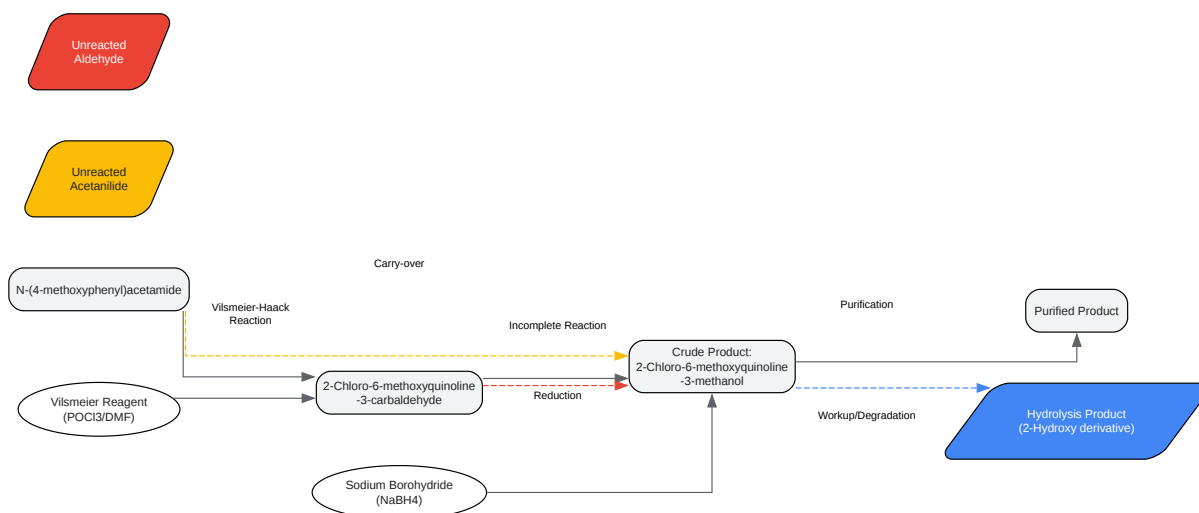 Unreacted
Aldehyde
Unreacted
Acetanilide
Carry-over
N-(4-methoxyphenyl)acetamide
Vilsmeier-Haack
Reaction
Incomplete Reaction
Purification
Purified Product
Crude Product:
2-Chloro-6-methoxyquinoline
-3-methanol
2-Chloro-6-methoxyquinoline
-3-carbaldehyde
Reduction
Vilsmeier Reagent
(POCl3/DMF)
Workup/Degradation
Hydrolysis Product
(2-Hydroxy derivative)
Sodium Borohydride
(NaBH4)